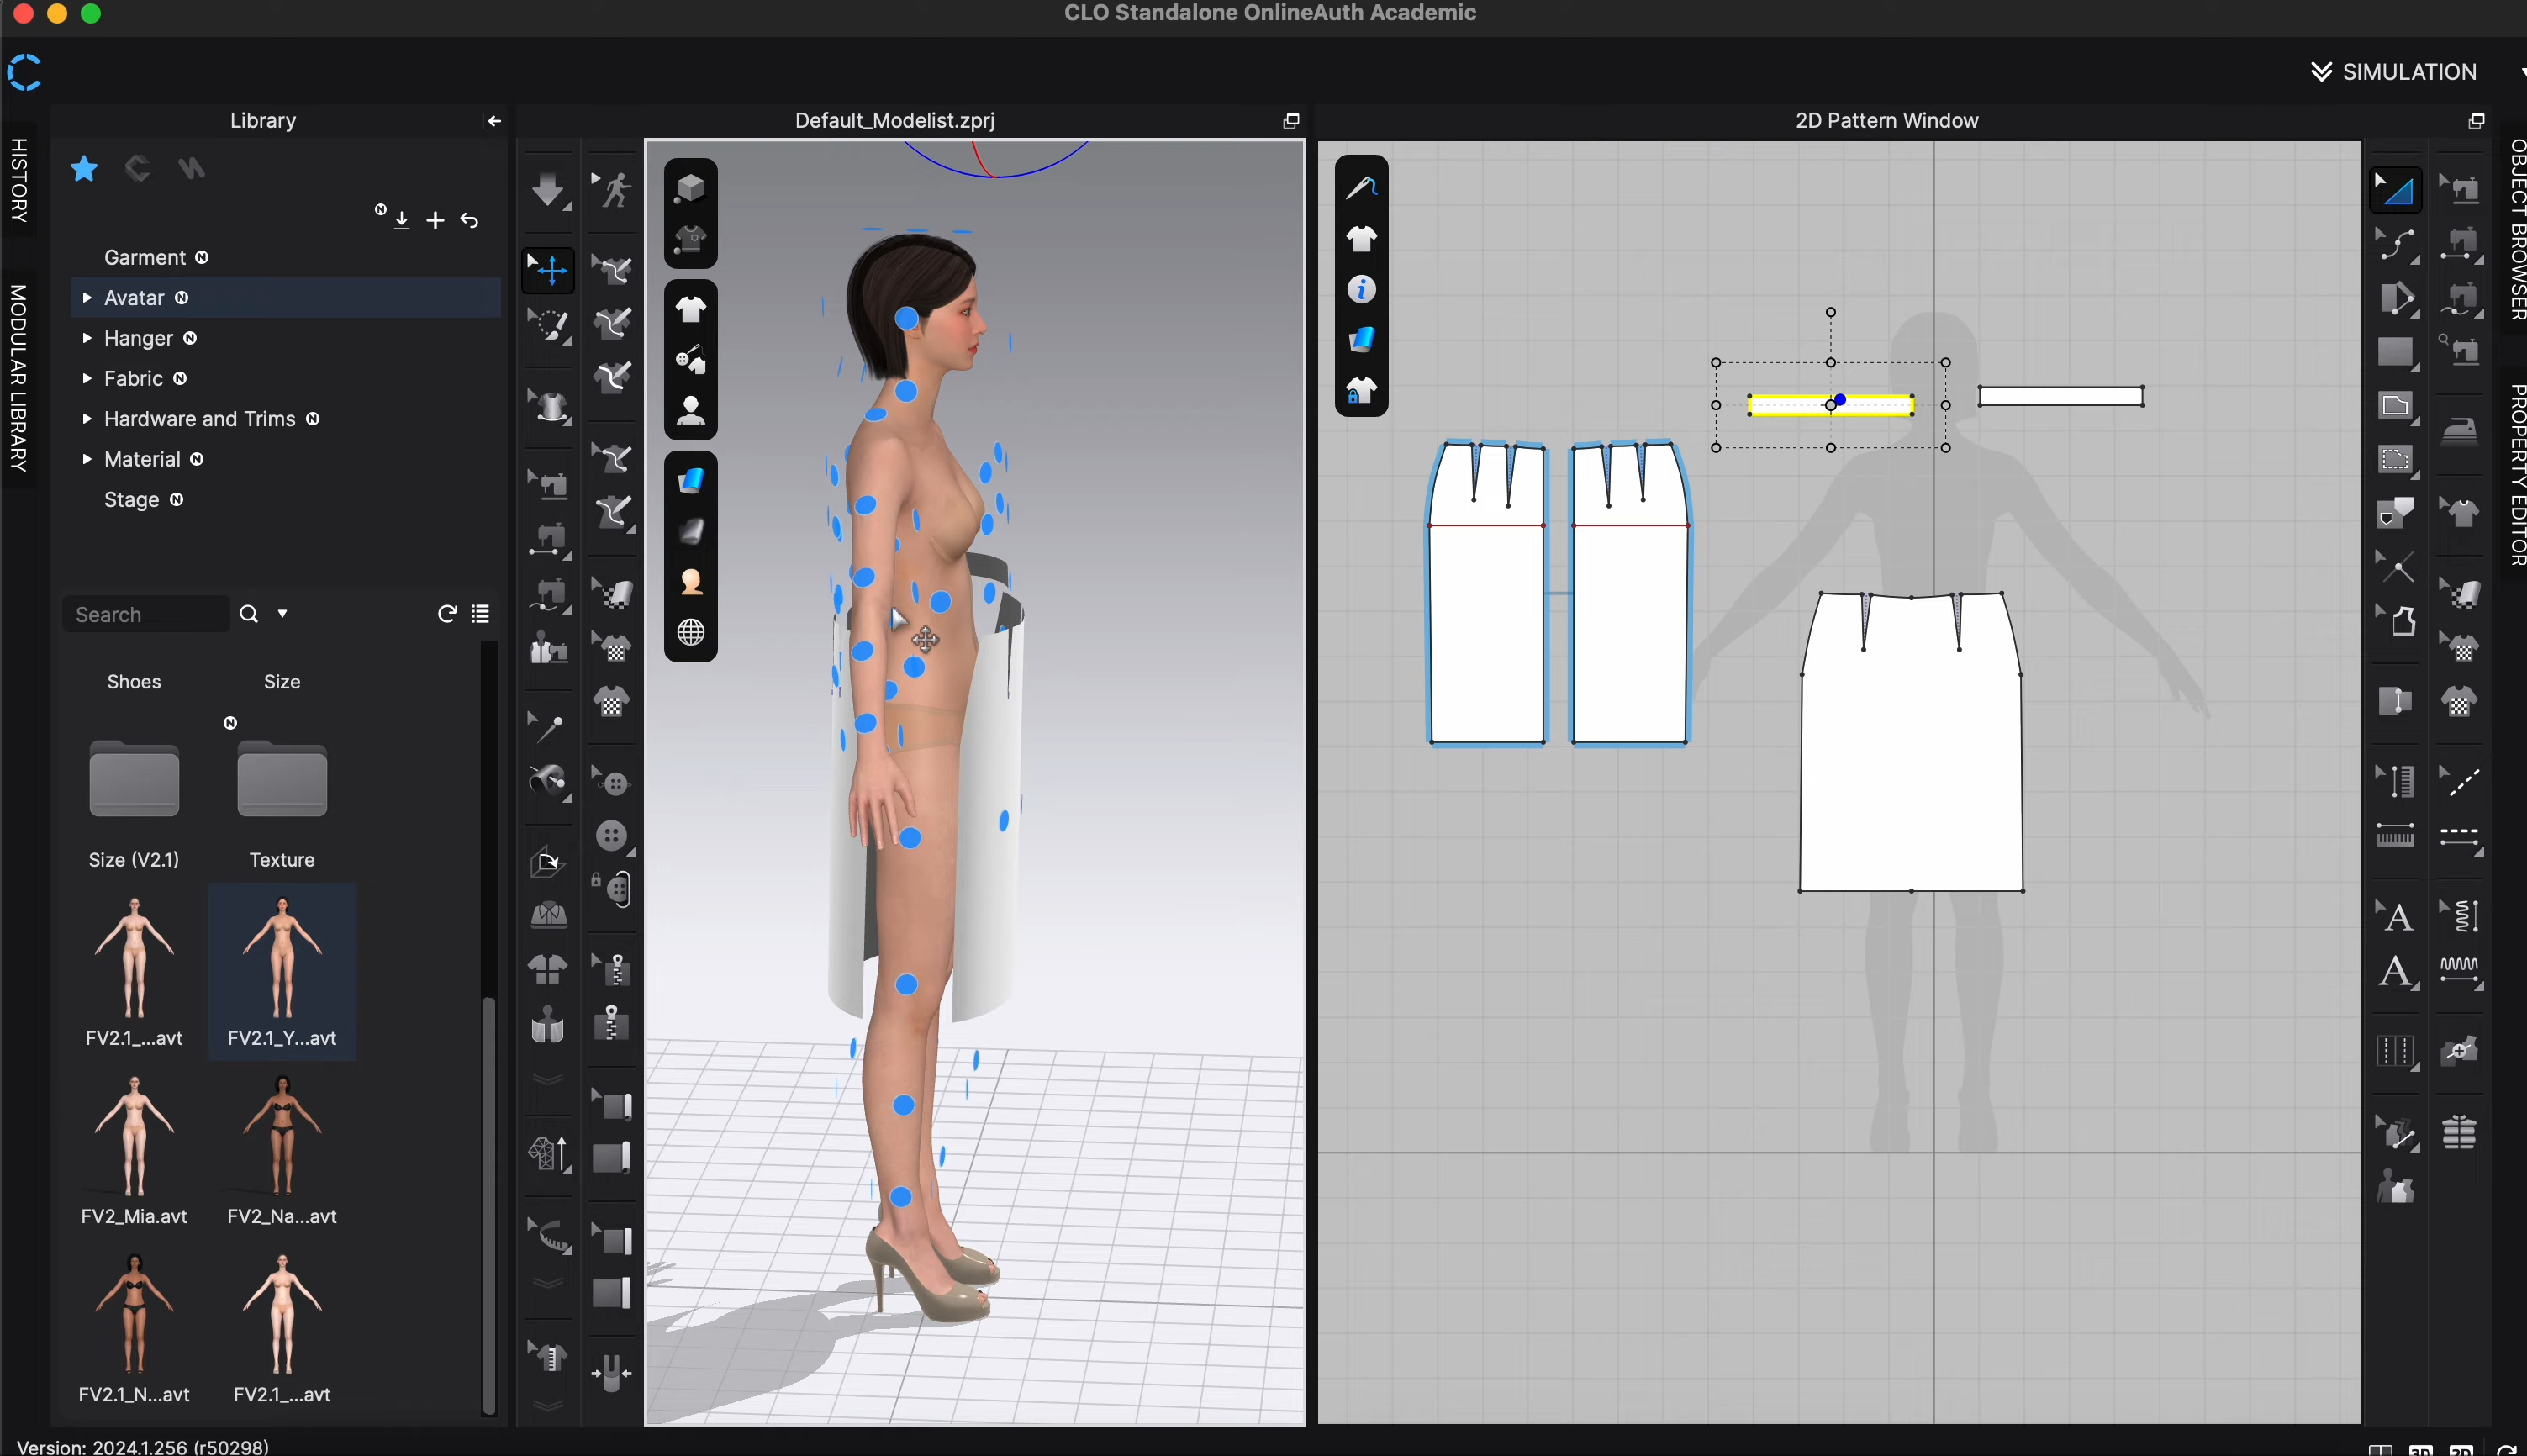 CLO Standalone OnlineAuth Academic
SIMULATION
Library
Default_Modelist.zprj
2D Pattern Window
HISTORY
MODULAR LIBRARY
Garment N
Avatar N
Hanger N
Fabric N
Hardware and Trims N
Material N
Stage N
Search
Shoes
Size
Size (V2.1)
Texture
FV2.1_...avt
FV2.1_Y...avt
FV2_Mia.avt
FV2_Na...avt
FV2.1_N...avt
FV2.1_...avt
OBJECT BROWSER
PROPERTY EDITOR
A
A
Version: 2024.1.256 (r50298)
3D
2D